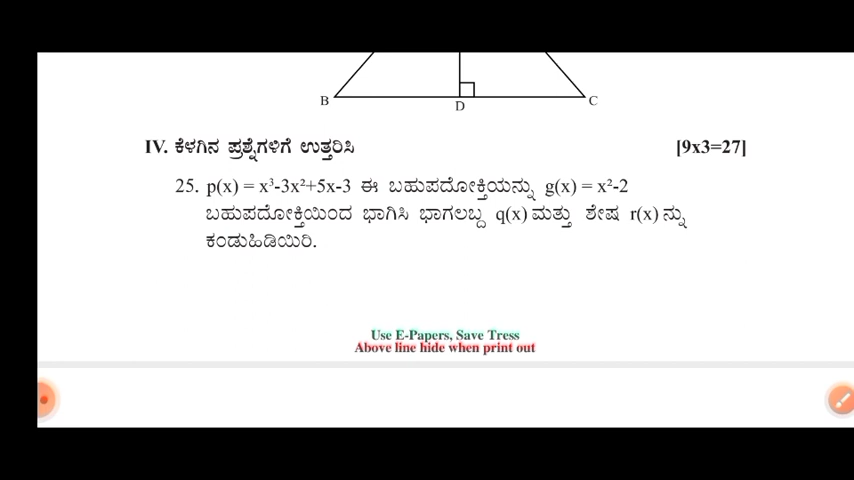 B
D
C
IV. ಕೆಳಗಿನ ಪ್ರಶ್ನೆಗಳಿಗೆ ಉತ್ತರಿಸಿ [9x3=27]
25. p(x) = x³-3x²+5x-3 ಈ ಬಹುಪದೋಕ್ತಿಯನ್ನು g(x) = x²-2
ಬಹುಪದೋಕ್ತಿಯಿಂದ ಭಾಗಿಸಿ ಭಾಗಲಬ್ದ q(x) ಮತ್ತು ಶೇಷ r(x) ನ್ನು
ಕಂಡುಹಿಡಿಯಿರಿ.
Use E-Papers, Save Tress
Above line hide when print out